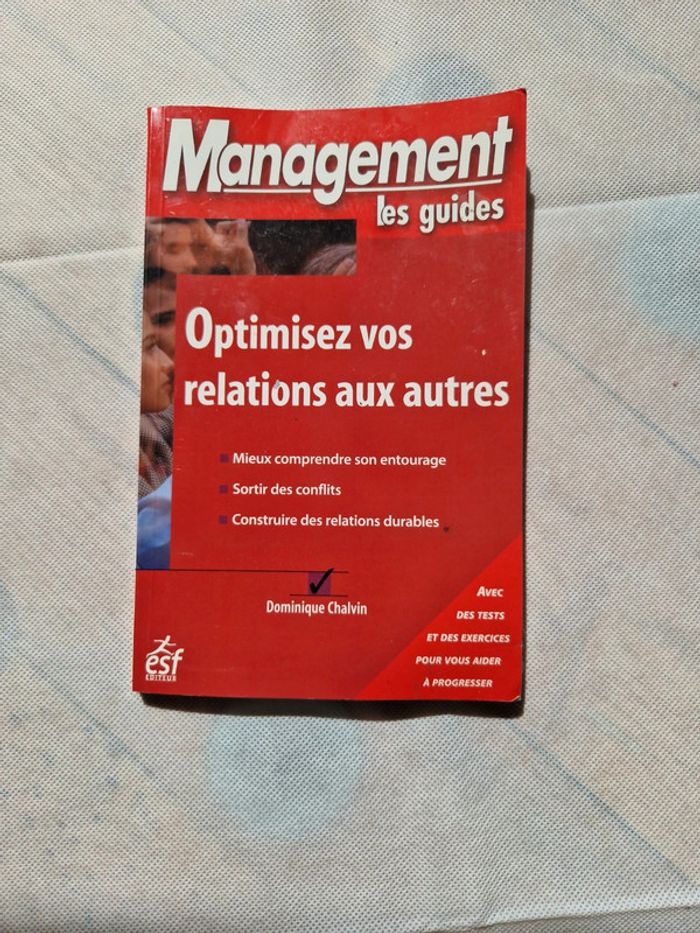 Management
les guides
Optimisez vos
relations aux autres
Mieux comprendre son entourage
Sortir des conflits
Construire des relations durables
Dominique Chalvin
AVEC
DES TESTS
ET DES EXERCICES
POUR VOUS AIDER
À PROGRESSER
esf
EDITEUR